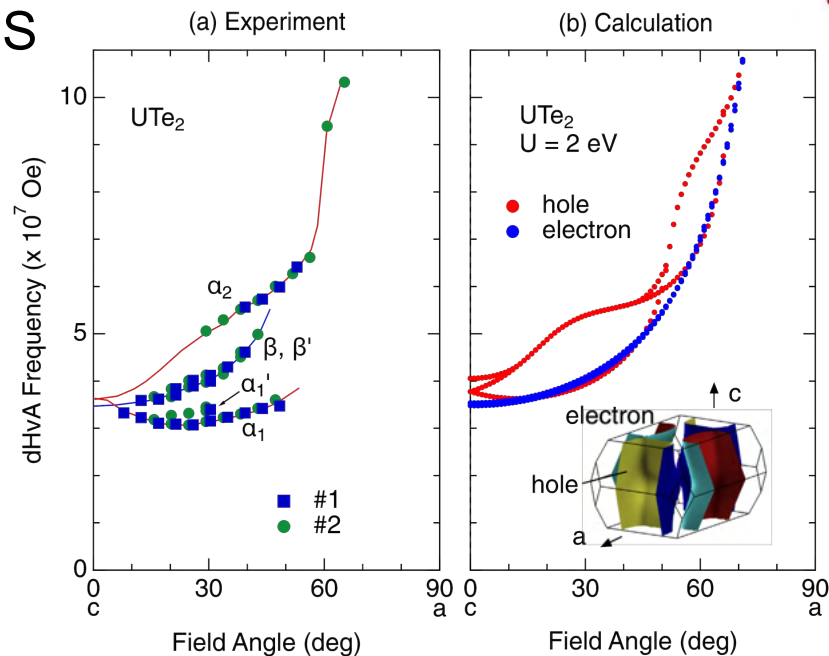 S
(a) Experiment
(b) Calculation
UTe2
UTe2
U = 2 eV
hole
electron
α2
β, β'
α1'
α1
#1
#2
electron
hole
c
a
10
5
0
dHvA Frequency (x 10^7 Oe)
0 30 60 90
c a
Field Angle (deg)
0 30 60 90
c a
Field Angle (deg)